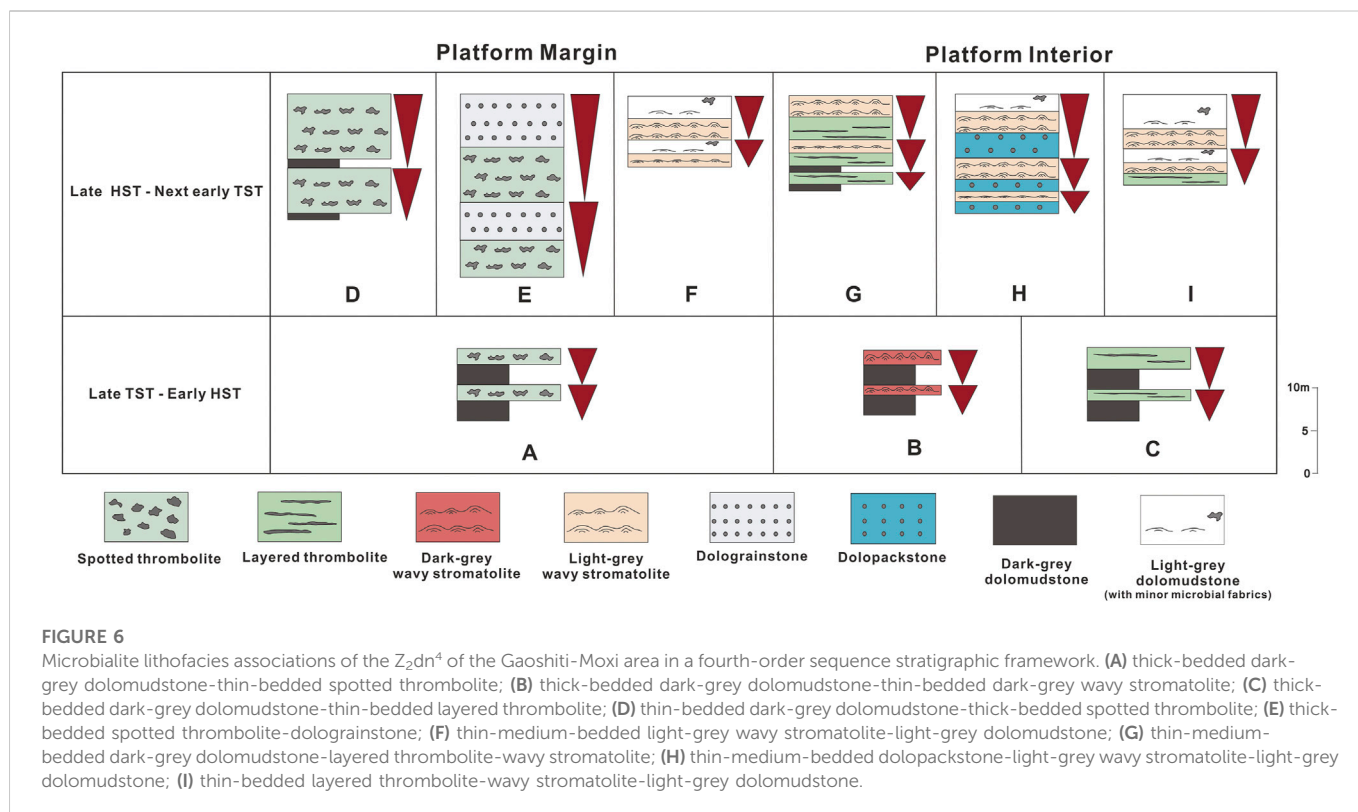 Platform Margin
Platform Interior
Late HST - Next early TST
D
E
F
G
H
I
Late TST - Early HST
A
B
C
10m
5
0
Spotted thrombolite
Layered thrombolite
Dark-grey
wavy stromatolite
Light-grey
wavy stromatolite
Dolograinstone
Dolopackstone
Dark-grey
dolomudstone
Light-grey
dolomudstone
(with minor microbial fabrics)
FIGURE 6
Microbialite lithofacies associations of the Z₂dn⁴ of the Gaoshiti-Moxi area in a fourth-order sequence stratigraphic framework. (A) thick-bedded dark-
grey dolomudstone-thin-bedded spotted thrombolite; (B) thick-bedded dark-grey dolomudstone-thin-bedded dark-grey wavy stromatolite; (C) thick-
bedded dark-grey dolomudstone-thin-bedded layered thrombolite; (D) thin-bedded dark-grey dolomudstone-thick-bedded spotted thrombolite; (E) thick-
bedded spotted thrombolite-dolograinstone; (F) thin-medium-bedded light-grey wavy stromatolite-light-grey dolomudstone; (G) thin-medium-
bedded dark-grey dolomudstone-layered thrombolite-wavy stromatolite; (H) thin-medium-bedded dolopackstone-light-grey wavy stromatolite-light-grey
dolomudstone; (I) thin-bedded layered thrombolite-wavy stromatolite-light-grey dolomudstone.